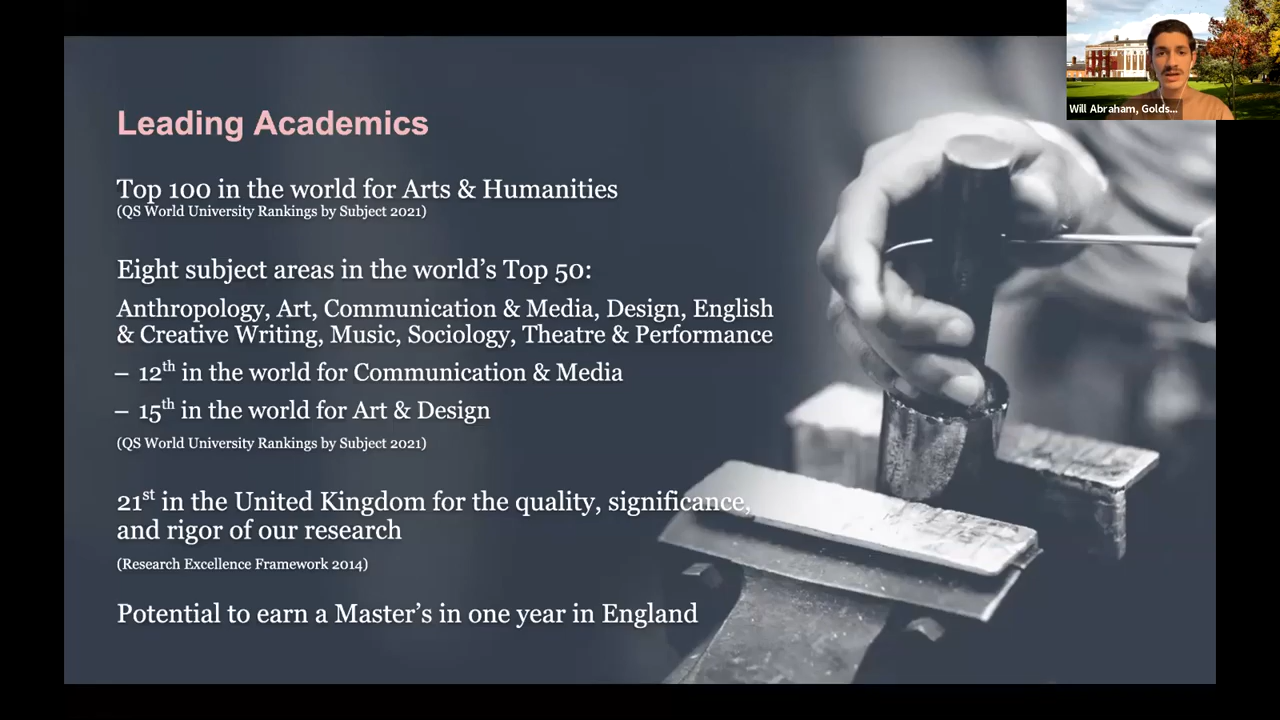 Leading Academics
Top 100 in the world for Arts & Humanities
(QS World University Rankings by Subject 2021)
Eight subject areas in the world’s Top 50:
Anthropology, Art, Communication & Media, Design, English
& Creative Writing, Music, Sociology, Theatre & Performance
– 12th in the world for Communication & Media
– 15th in the world for Art & Design
(QS World University Rankings by Subject 2021)
21st in the United Kingdom for the quality, significance,
and rigor of our research
(Research Excellence Framework 2014)
Potential to earn a Master’s in one year in England
Will Abraham, Golds...